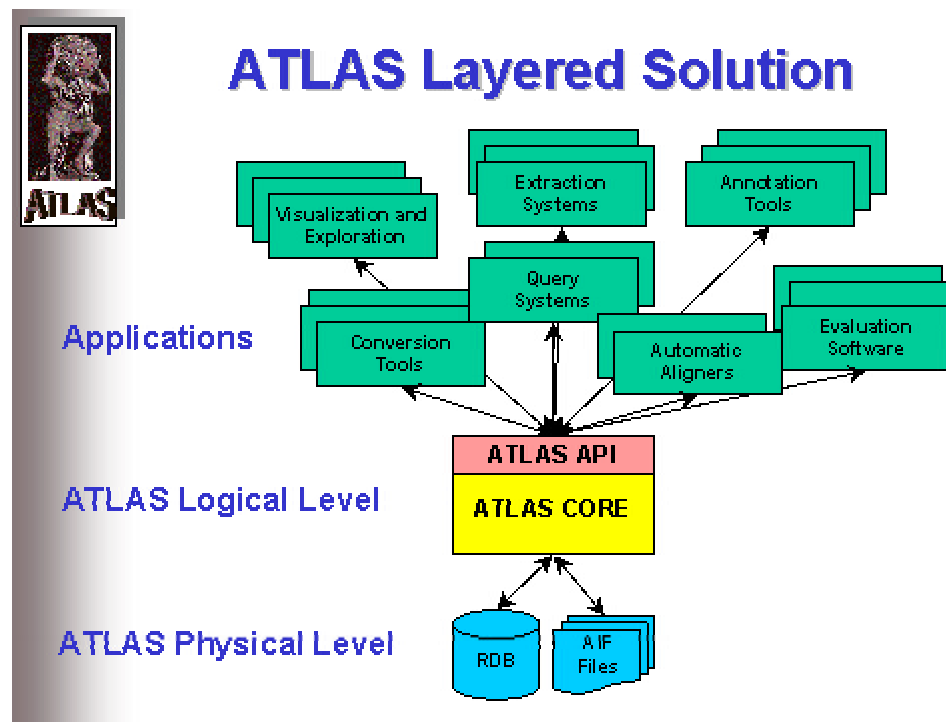 ATLAS Layered Solution
ATLAS
Visualization and
Exploration
Extraction
Systems
Annotation
Tools
Query
Systems
Applications
Conversion
Tools
Automatic
Aligners
Evaluation
Software
ATLAS API
ATLAS Logical Level
ATLAS CORE
ATLAS Physical Level
RDB
AIF
Files